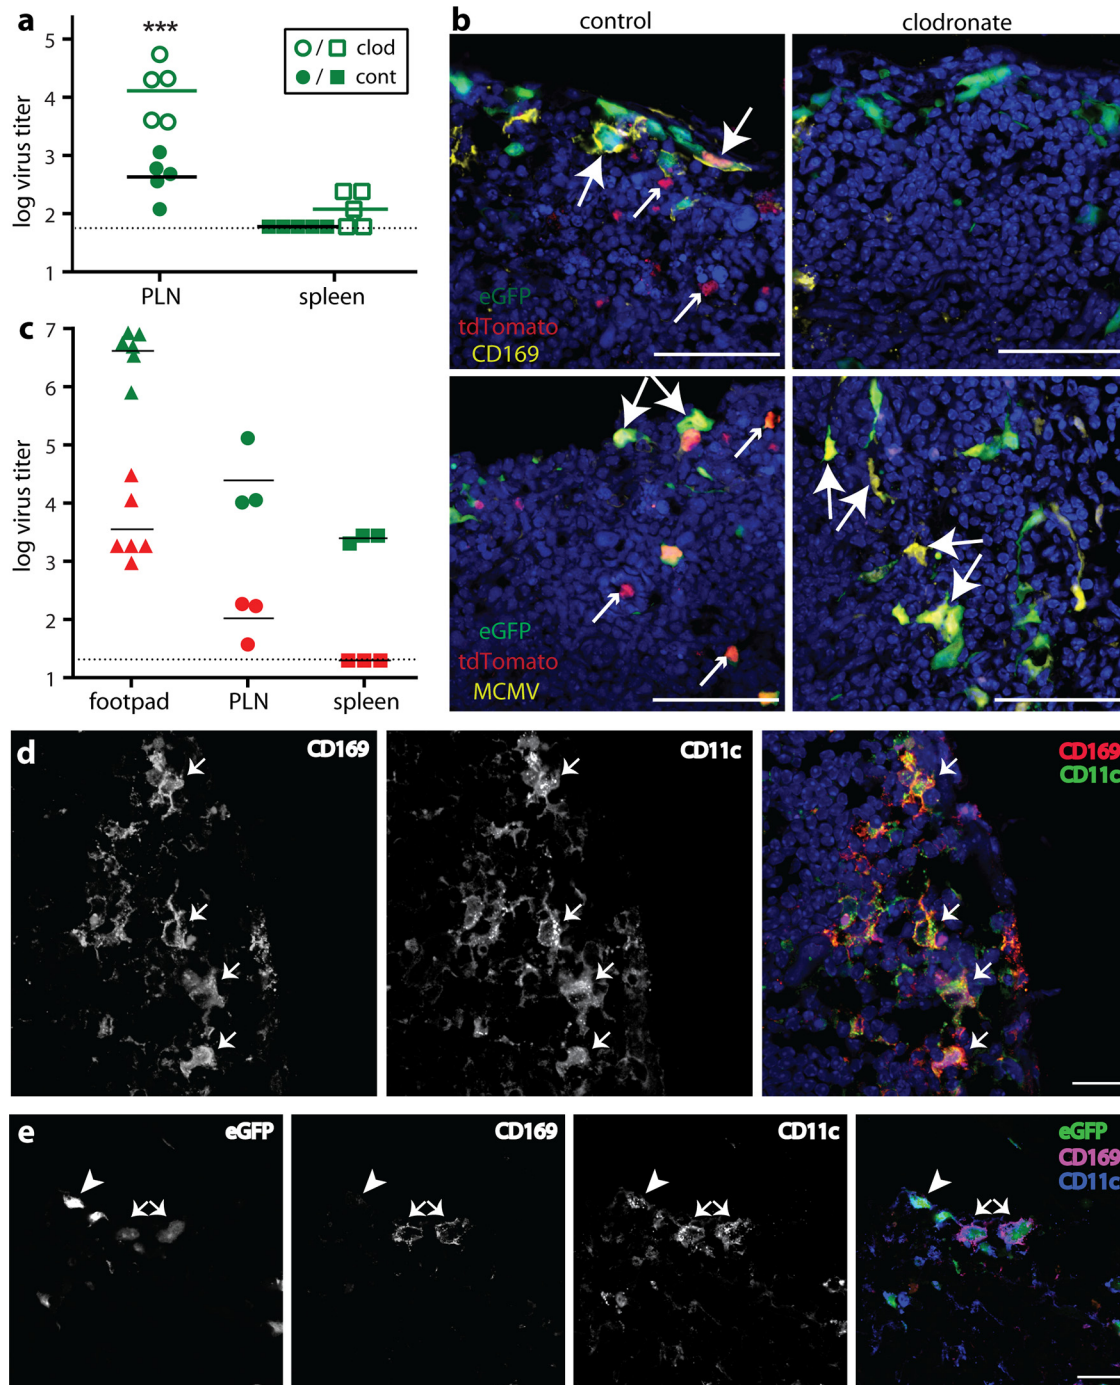 a
***
/ clod
/ cont
5
4
3
2
1
log virus titer
PLN
spleen
b
control
clodronate
eGFP
tdTomato
CD169
eGFP
tdTomato
MCMV
c
7
6
5
4
3
2
1
log virus titer
footpad
PLN
spleen
d
CD169
CD11c
CD169
CD11c
e
eGFP
CD169
CD11c
eGFP
CD169
CD11c